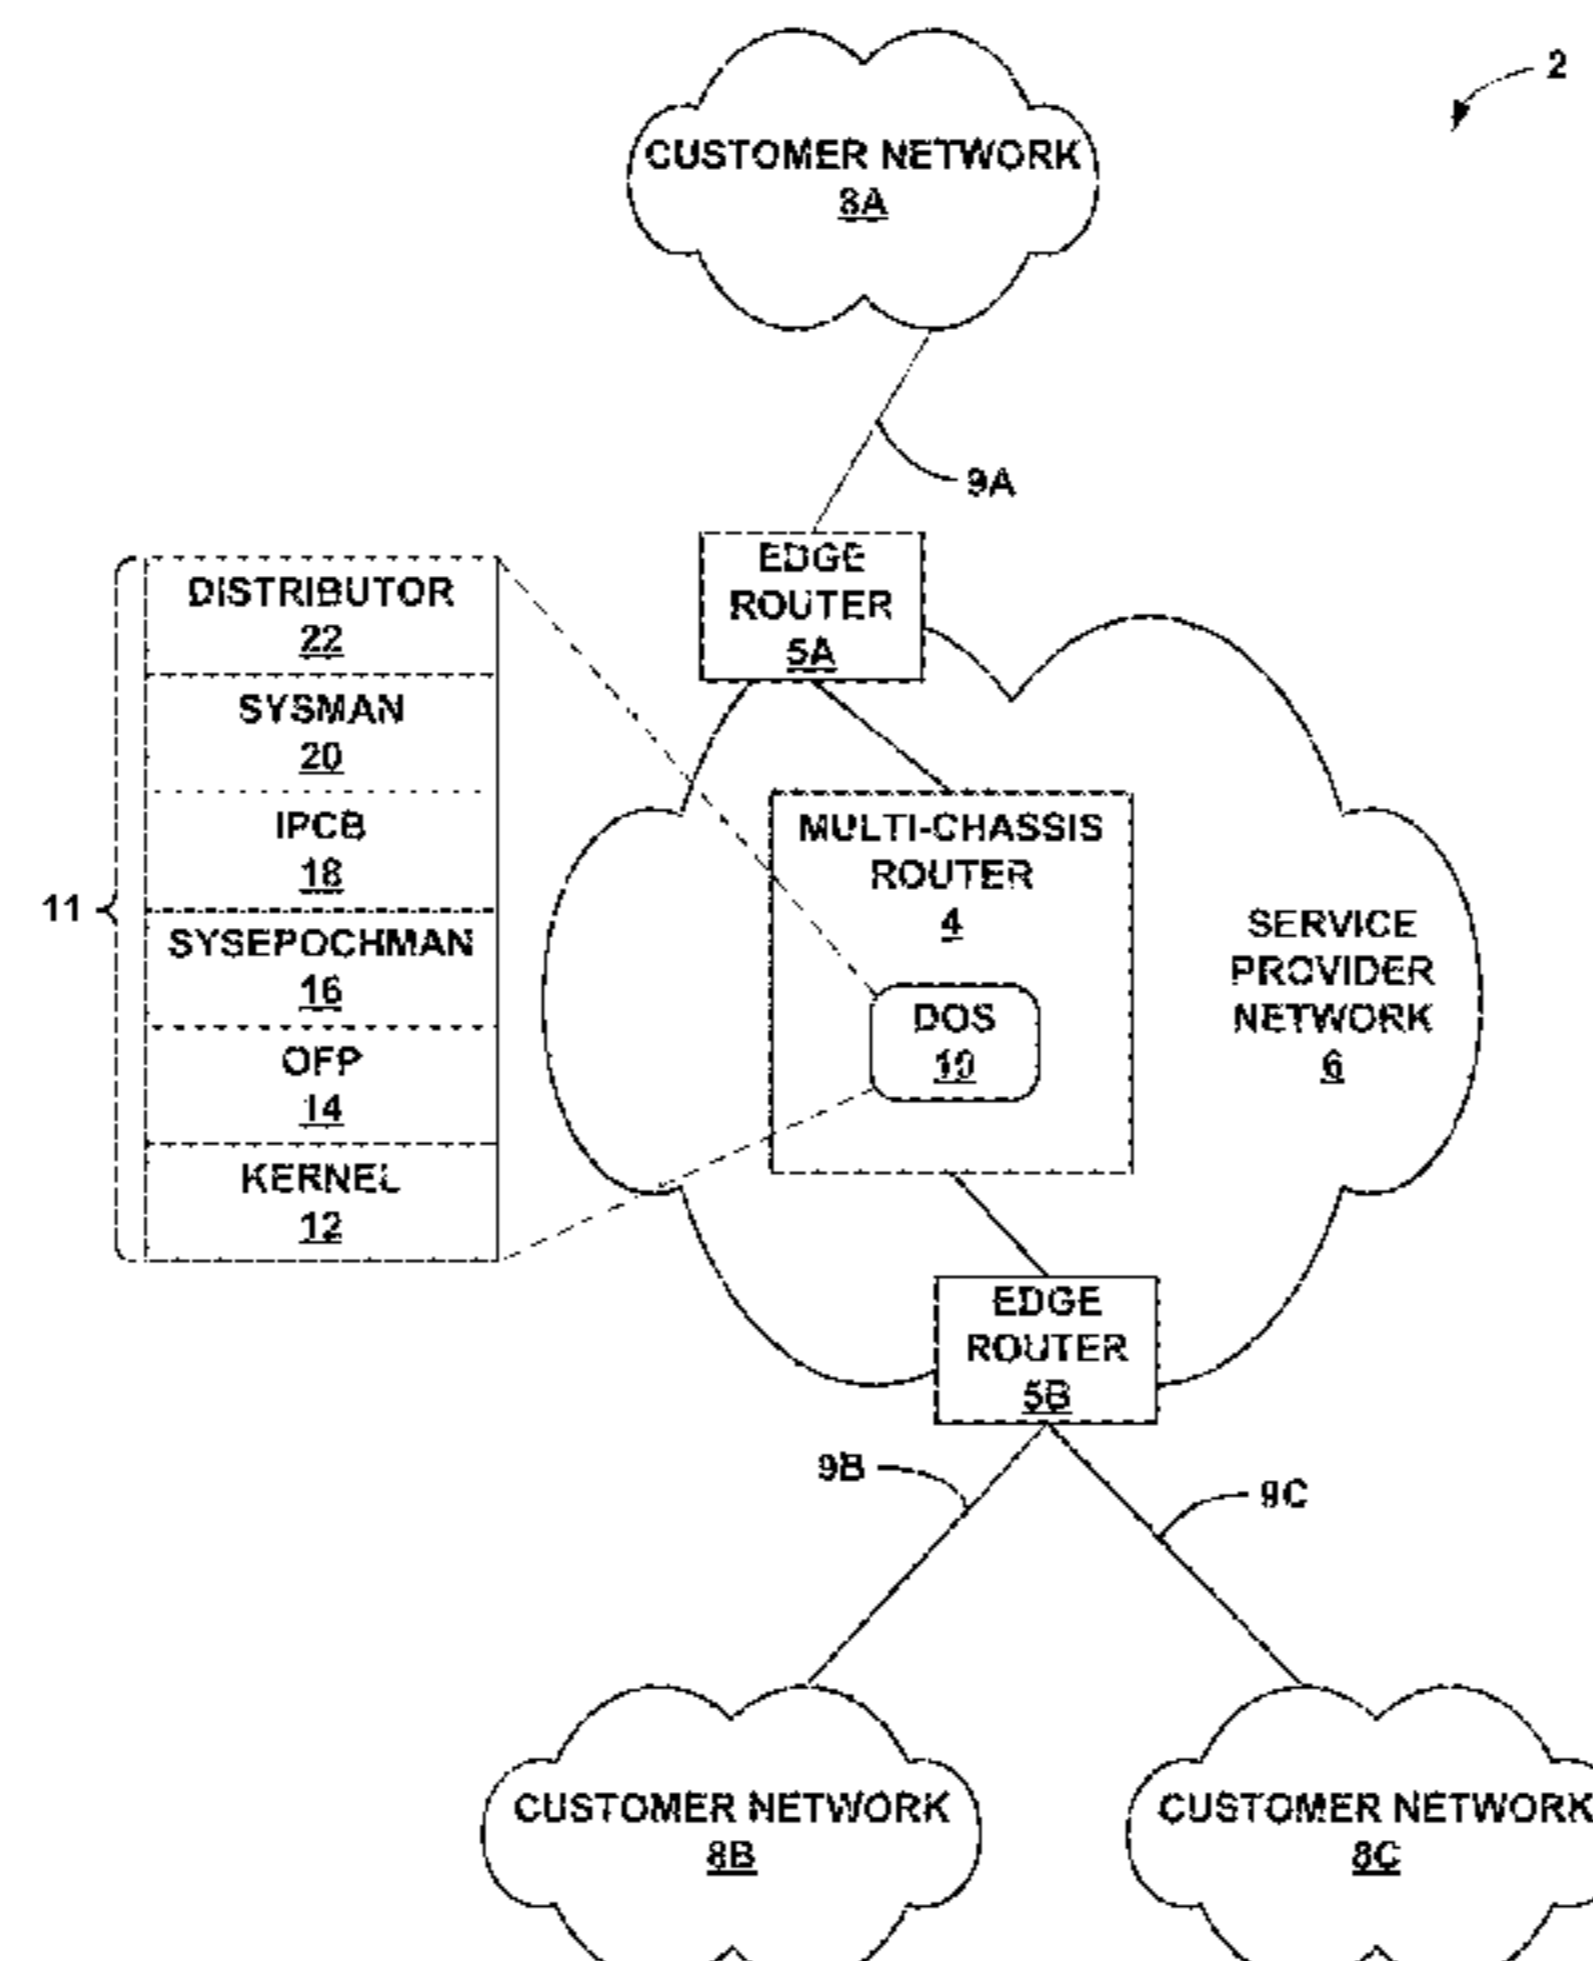 2
CUSTOMER NETWORK
8A
9A
EDGE
ROUTER
5A
11
DISTRIBUTOR
22
SYSMAN
20
IPCB
18
SYSEPOCHMAN
16
OFP
14
KERNEL
12
MULTI-CHASSIS
ROUTER
4
DOS
10
SERVICE
PROVIDER
NETWORK
6
EDGE
ROUTER
5B
9B
9C
CUSTOMER NETWORK
8B
CUSTOMER NETWORK
8C